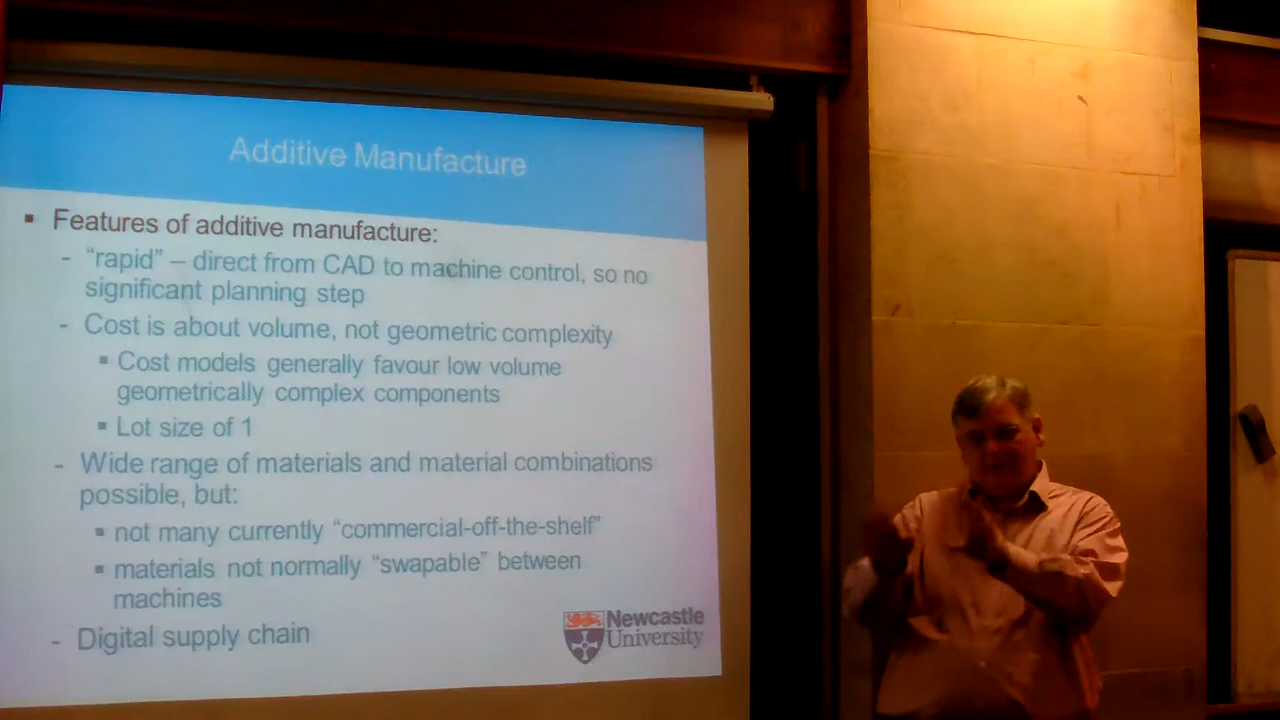 Additive Manufacture
▪ Features of additive manufacture:
- “rapid” – direct from CAD to machine control, so no
significant planning step
- Cost is about volume, not geometric complexity
▪ Cost models generally favour low volume
geometrically complex components
▪ Lot size of 1
- Wide range of materials and material combinations
possible, but:
▪ not many currently “commercial-off-the-shelf”
▪ materials not normally “swapable” between
machines
- Digital supply chain
Newcastle
University